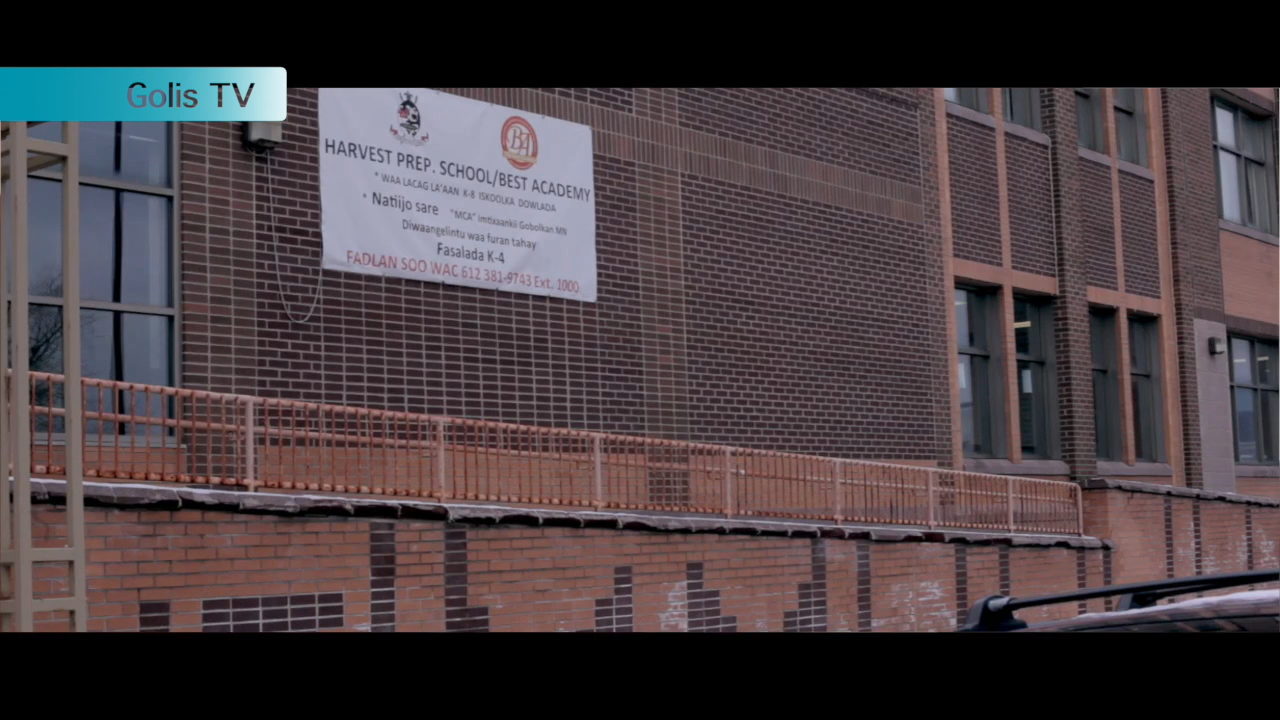 Golis TV
BA
HARVEST PREP. SCHOOL/BEST ACADEMY
* WAA LACAG LA'AAN K-8 ISKOOLKA DOWLADA
* Natiijo sare "MCA" imtixaankii Gobolkan MN
Diwaangelintu waa furan tahay
Fasalada K-4
FADLAN SOO WAC 612 381-9743 Ext. 1000